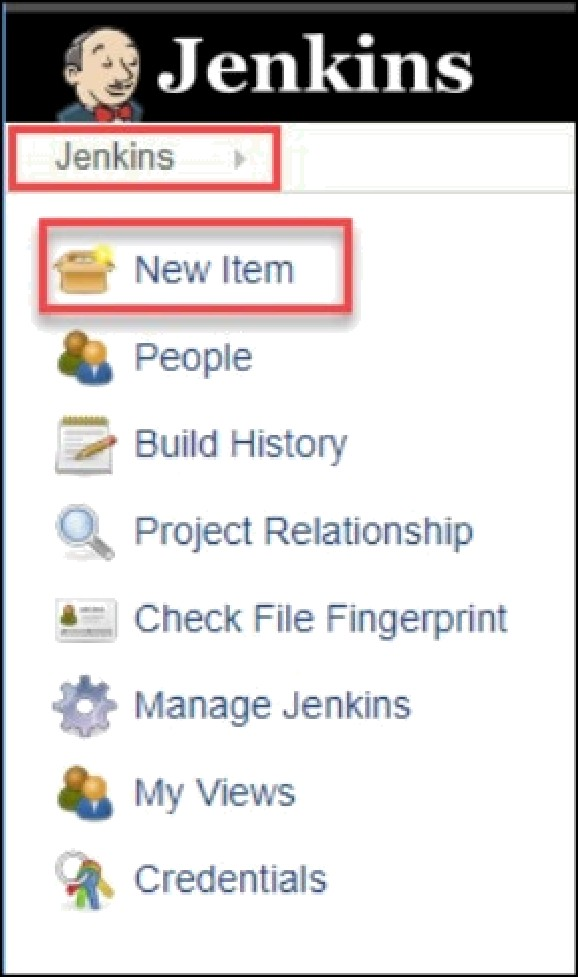 Jenkins
Jenkins
New Item
People
Build History
Project Relationship
Check File Fingerprint
Manage Jenkins
My Views
Credentials